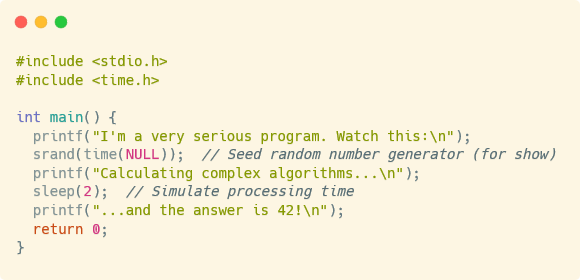 #include <stdio.h>
#include <time.h>
int main() {
printf("I'm a very serious program. Watch this:\n");
srand(time(NULL));  // Seed random number generator (for show)
printf("Calculating complex algorithms...\n");
sleep(2);  // Simulate processing time
printf("...and the answer is 42!\n");
return 0;
}